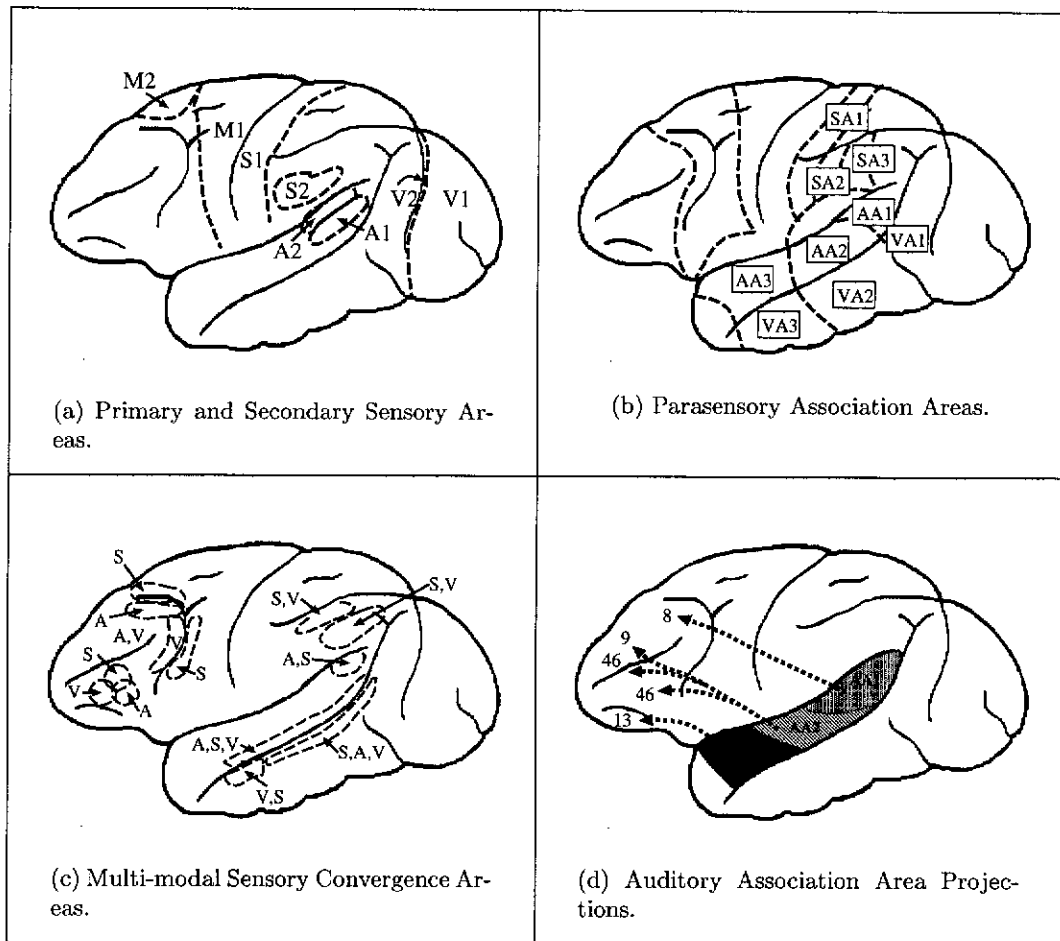 M2
M1
S1
S2
V2
V1
A2
A1
(a) Primary and Secondary Sensory Ar-
eas.
SA1
SA3
SA2
AA1
VA1
AA2
AA3
VA2
VA3
(b) Parasensory Association Areas.
S
S,V
S,V
A
A,V
V
S
A,S
S
V
A
A,S,V
S,A,V
V,S
(c) Multi-modal Sensory Convergence Ar-
eas.
8
9
46
46
13
(d) Auditory Association Area Projec-
tions.